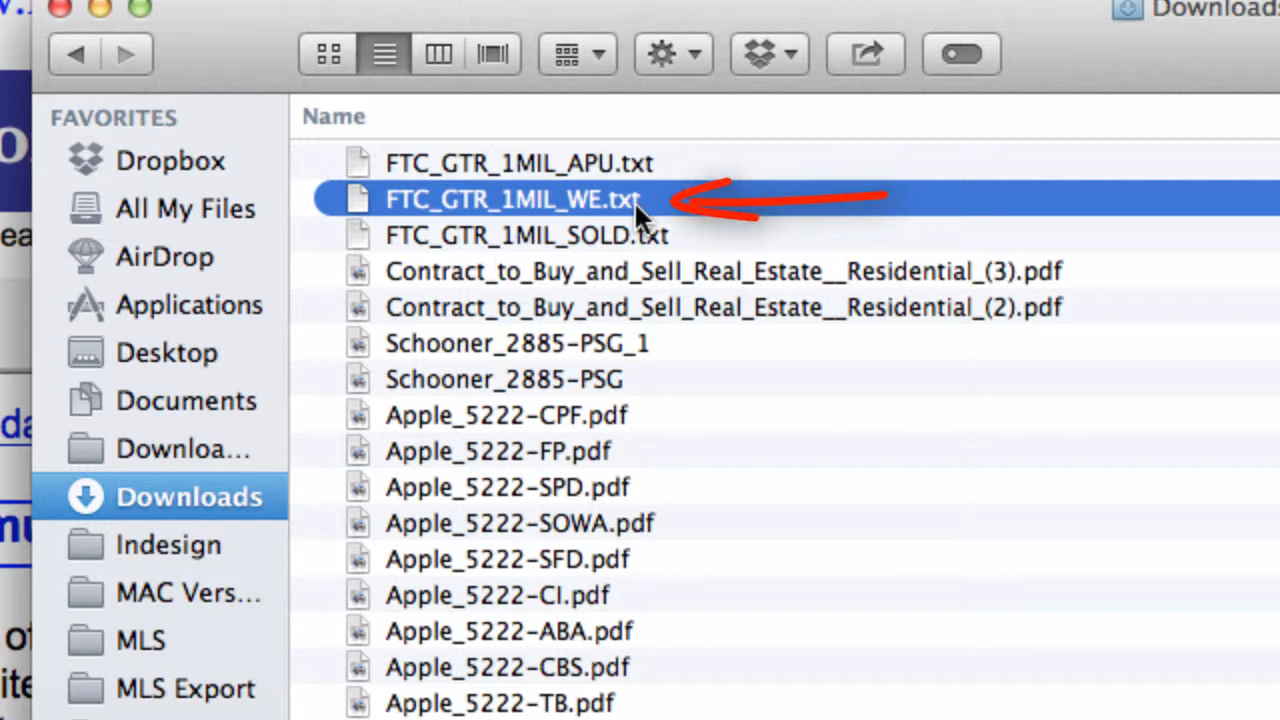 Downloads
Name
FAVORITES
Dropbox
All My Files
AirDrop
Applications
Desktop
Documents
Downloa...
Downloads
Indesign
MAC Vers...
MLS
MLS Export
FTC_GTR_1MIL_APU.txt
FTC_GTR_1MIL_WE.txt
FTC_GTR_1MIL_SOLD.txt
Contract_to_Buy_and_Sell_Real_Estate__Residential_(3).pdf
Contract_to_Buy_and_Sell_Real_Estate__Residential_(2).pdf
Schooner_2885-PSG_1
Schooner_2885-PSG
Apple_5222-CPF.pdf
Apple_5222-FP.pdf
Apple_5222-SPD.pdf
Apple_5222-SOWA.pdf
Apple_5222-SFD.pdf
Apple_5222-CI.pdf
Apple_5222-ABA.pdf
Apple_5222-CBS.pdf
Apple_5222-TB.pdf